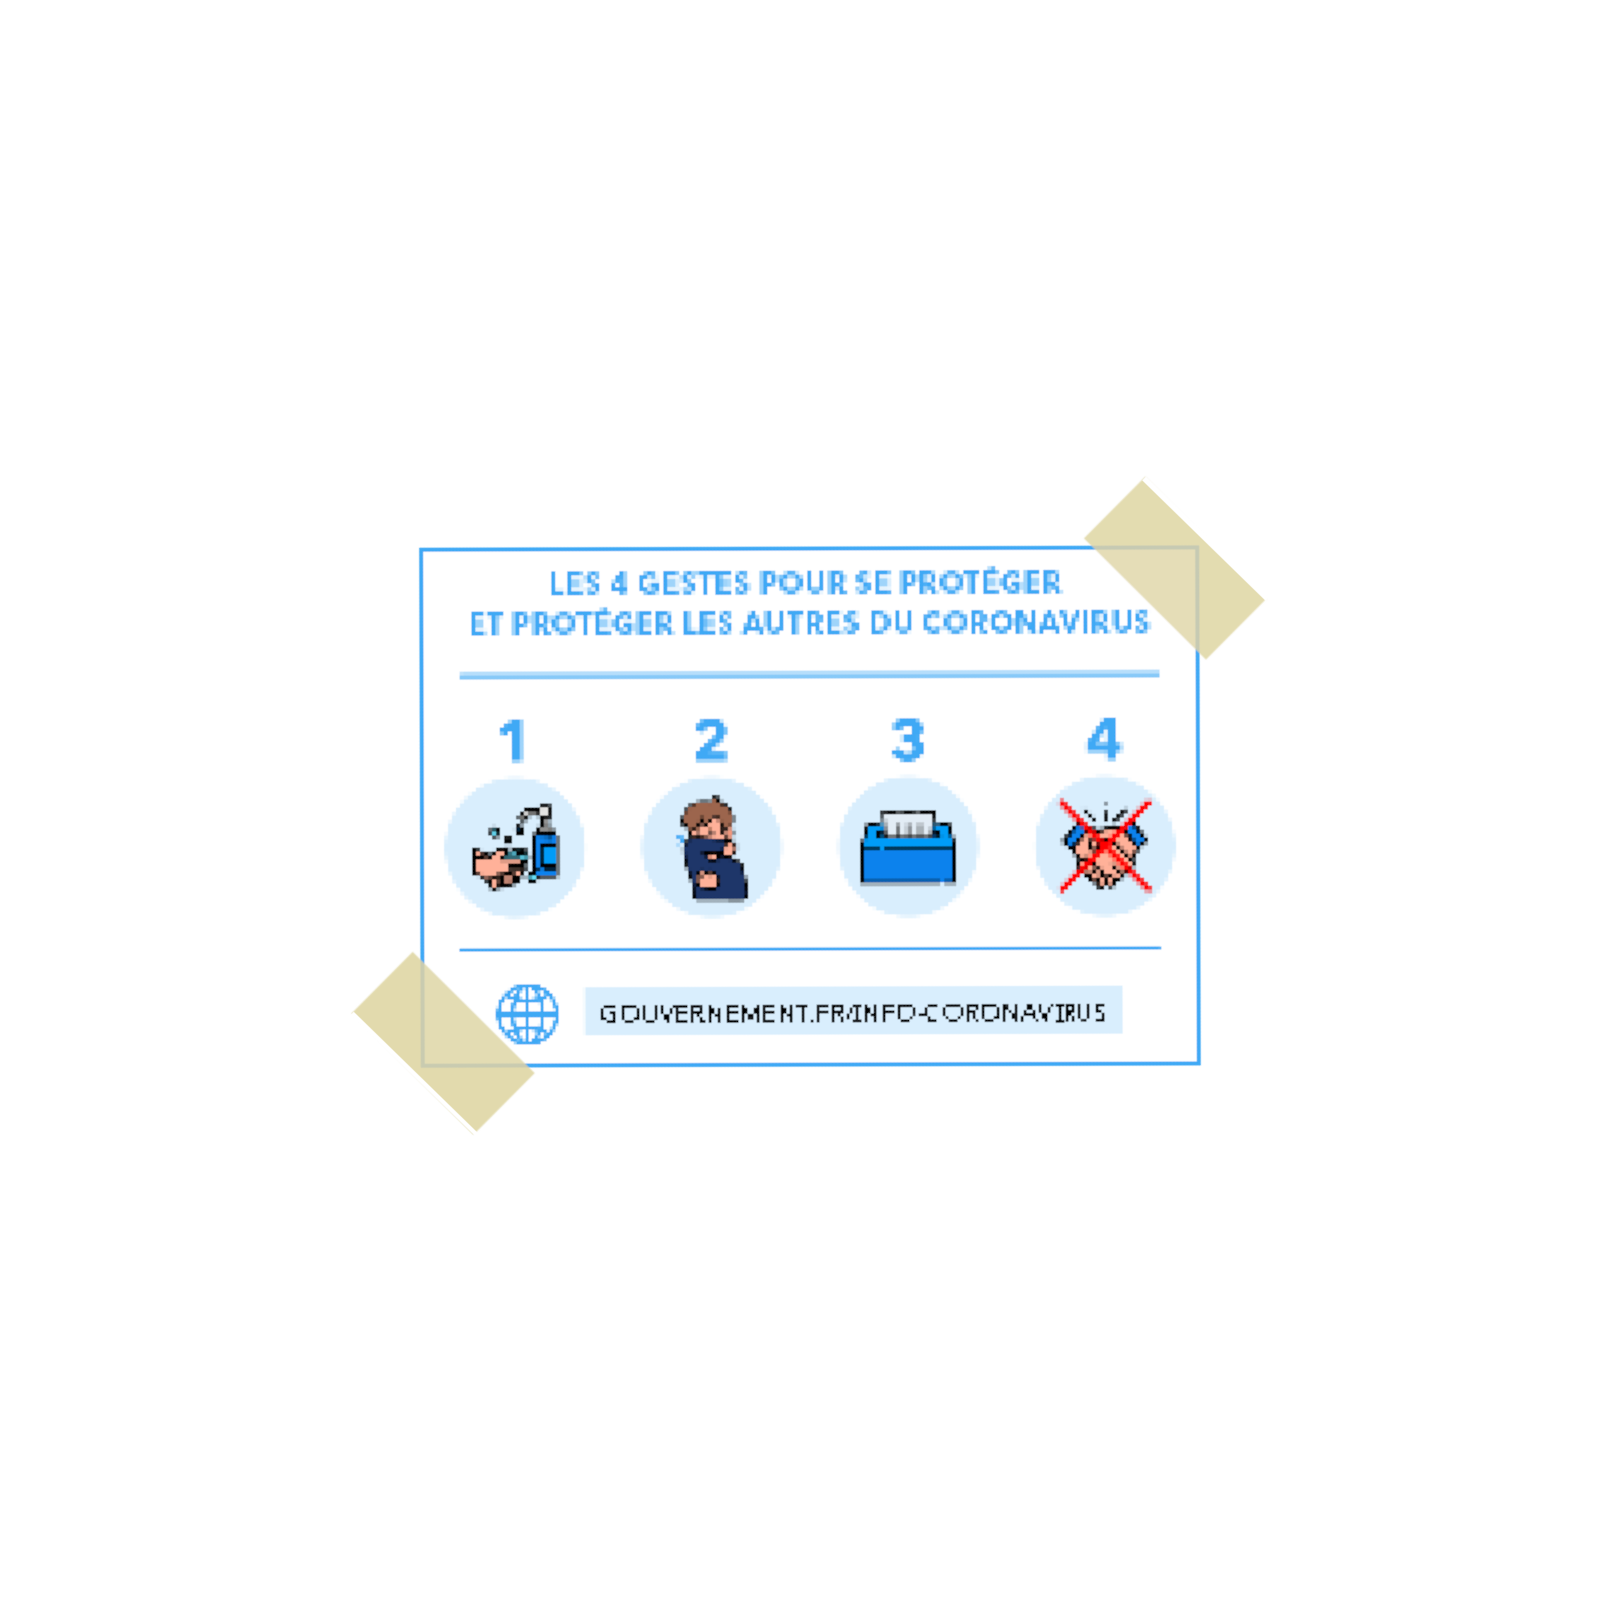 LES 4 GESTES POUR SE PROTÉGER
ET PROTÉGER LES AUTRES DU CORONAVIRUS
1 2 3 4
GOUVERNEMENT.FR/INFO-CORONAVIRUS